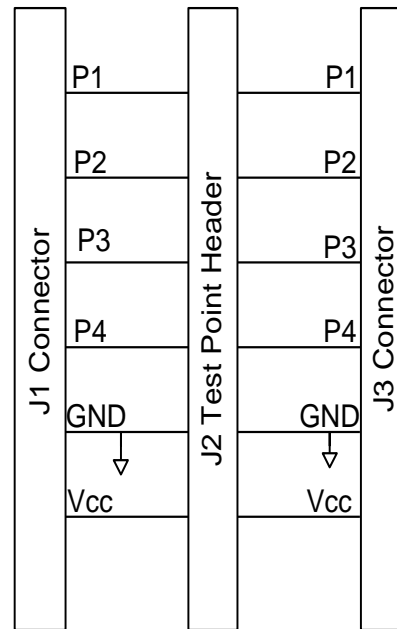 P1
P1
P2
P2
P3
P3
P4
P4
GND
GND
Vcc
Vcc
J1 Connector
J2 Test Point Header
J3 Connector